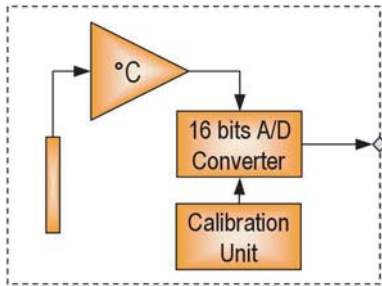 °C
16 bits A/D
Converter
Calibration
Unit